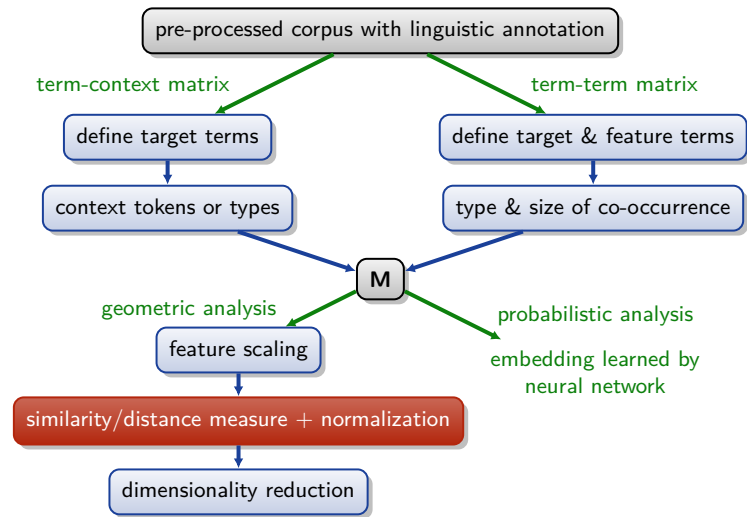 pre-processed corpus with linguistic annotation
term-context matrix
term-term matrix
define target terms
define target & feature terms
context tokens or types
type & size of co-occurrence
M
geometric analysis
probabilistic analysis
feature scaling
embedding learned by
neural network
similarity/distance measure + normalization
dimensionality reduction